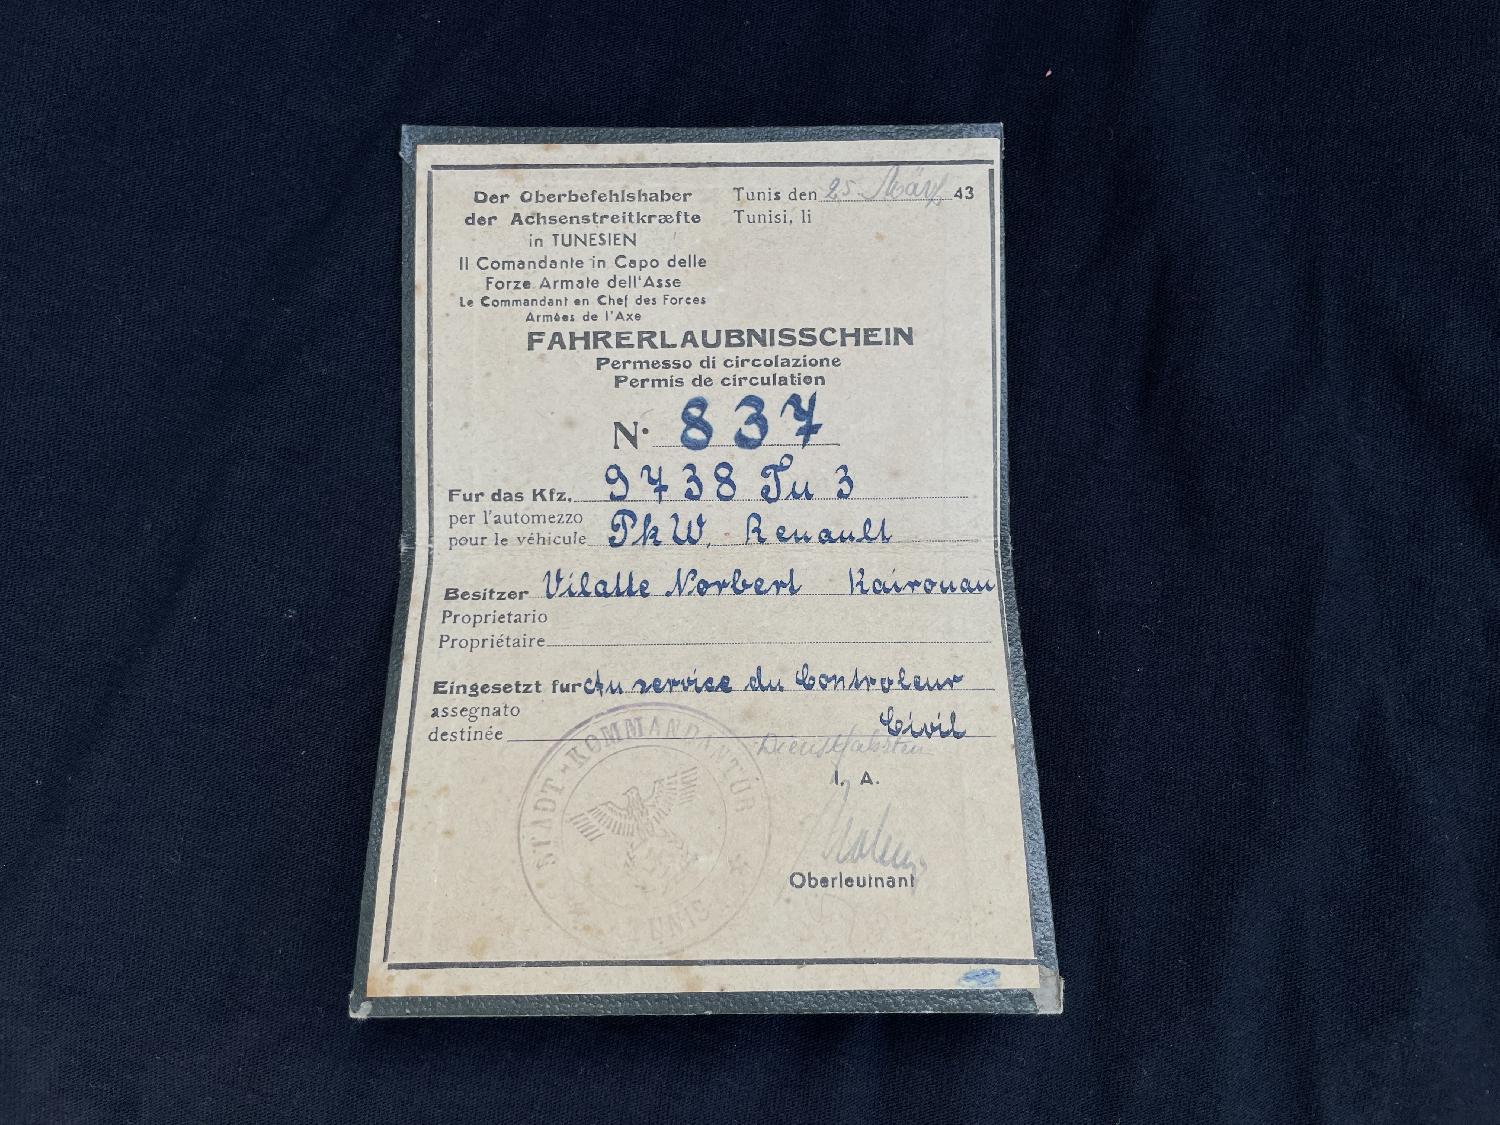 Der Oberbefehlshaber
der Achsenstreitkræfte
in TUNESIEN
Il Comandante in Capo delle
Forze Armate dell'Asse
Le Commandant en Chef des Forces
Armées de l'Axe
Tunis den 25 März 43
Tunisi, li
FAHRERLAUBNISSCHEIN
Permesso di circolazione
Permis de circulation
N· 837
Fur das Kfz. 9738 Tu 3
per l'automezzo
pour le véhicule PkW. Renault
Besitzer Vilatte Norbert Kairouan
Proprietario
Propriétaire
Eingesetzt fur Au service du Controleur
assegnato
destinée Civil
I. A.
Oberleutnant
STADT-KOMMANDANTUR
TUNIS